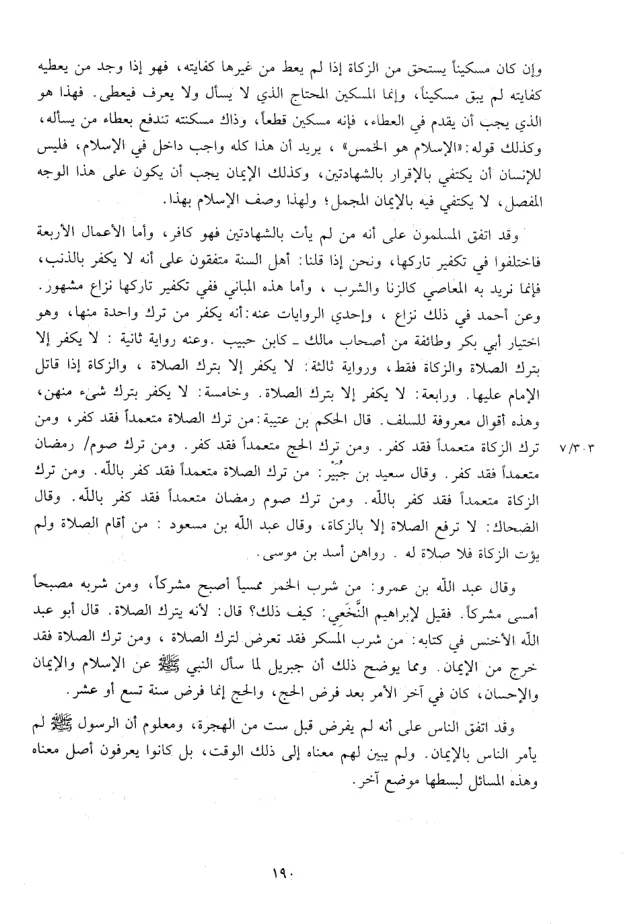 وإن كان مسكيناً يستحق من الزكاة إذا لم يعط من غيرها كفايته، فهو إذا وجد من يعطيه
كفايته لم يبق مسكيناً، وإنما المسكين المحتاج الذي لا يسأل ولا يعرف فيعطى. فهذا هو
الذي يجب أن يقدم في العطاء، فإنه مسكين قطعاً، وذاك مسكنته تندفع بعطاء من يسأله،
وكذلك قوله: «الإسلام هو الخمس» ، يريد أن هذا كله واجب داخل في الإسلام، فليس
للإنسان أن يكتفي بالإقرار بالشهادتين، وكذلك الإيمان يجب أن يكون على هذا الوجه
المفصل، لا يكتفي فيه بالإيمان المجمل؛ ولهذا وصف الإسلام بهذا.
وقد اتفق المسلمون على أنه من لم يأت بالشهادتين فهو كافر، وأما الأعمال الأربعة
فاختلفوا في تكفير تاركها، ونحن إذا قلنا: أهل السنة متفقون على أنه لا يكفر بالذنب،
فإنما نريد به المعاصي كالزنا والشرب ، وأما هذه المباني ففي تكفير تاركها نزاع مشهور.
وعن أحمد في ذلك نزاع ، وإحدي الروايات عنه: أنه يكفر من ترك واحدة منها، وهو
اختيار أبي بكر وطائفة من أصحاب مالك ـ كابن حبيب .وعنه رواية ثانية : لا يكفر إلا
بترك الصلاة والزكاة فقط، ورواية ثالثة: لا يكفر إلا بترك الصلاة ، والزكاة إذا قاتل
الإمام عليها. ورابعة: لا يكفر إلا بترك الصلاة. وخامسة: لا يكفر بترك شىء منهن،
وهذه أقوال معروفة للسلف. قال الحكم بن عتيبة: من ترك الصلاة متعمداً فقد كفر، ومن
ترك الزكاة متعمداً فقد كفر. ومن ترك الحج متعمداً فقد كفر. ومن ترك صوم/ رمضان ٧/٣٠٣
متعمداً فقد كفر. وقال سعيد بن جُبَيْر: من ترك الصلاة متعمداً فقد كفر بالله. ومن ترك
الزكاة متعمداً فقد كفر بالله. ومن ترك صوم رمضان متعمداً فقد كفر بالله. وقال
الضحاك: لا ترفع الصلاة إلا بالزكاة، وقال عبد الله بن مسعود : من أقام الصلاة ولم
يؤت الزكاة فلا صلاة له . رواهن أسد بن موسى.
وقال عبد الله بن عمرو: من شرب الخمر ممسياً أصبح مشركاً، ومن شربه مصبحاً
أمسى مشركاً. فقيل لإبراهيم النَّخَعي: كيف ذلك؟ قال: لأنه يترك الصلاة. قال أبو عبد
الله الأخنس في كتابه: من شرب المسكر فقد تعرض لترك الصلاة ، ومن ترك الصلاة فقد
خرج من الإيمان. ومما يوضح ذلك أن جبريل لما سأل النبي ﷺ عن الإسلام والإيمان
والإحسان، كان في آخر الأمر بعد فرض الحج، والحج إنما فرض سنة تسع أو عشر.
وقد اتفق الناس على أنه لم يفرض قبل ست من الهجرة، ومعلوم أن الرسول ﷺ لم
يأمر الناس بالإيمان. ولم يبين لهم معناه إلى ذلك الوقت، بل كانوا يعرفون أصل معناه
وهذه المسائل لبسطها موضع آخر.
١٩٠